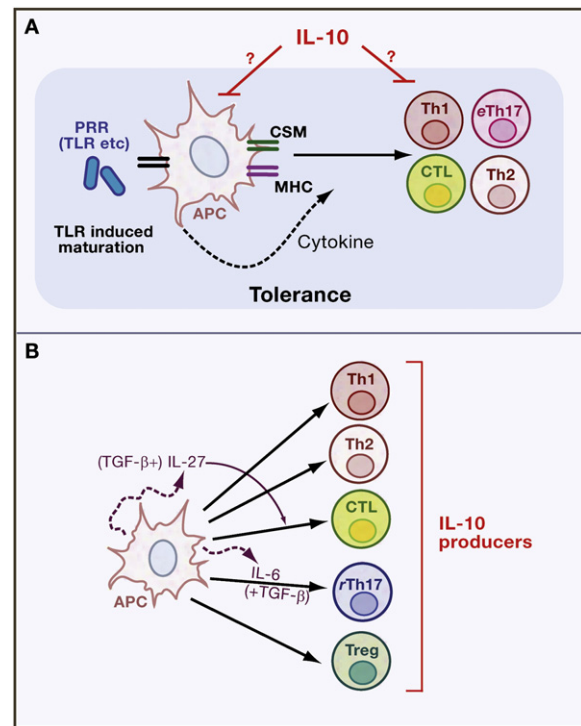 A
IL-10
?
?
PRR
(TLR etc)
CSM
MHC
APC
TLR induced
maturation
Cytokine
Th1
eTh17
CTL
Th2
Tolerance
B
(TGF-β+) IL-27
IL-6
(+TGF-β)
APC
Th1
Th2
CTL
rTh17
Treg
IL-10
producers